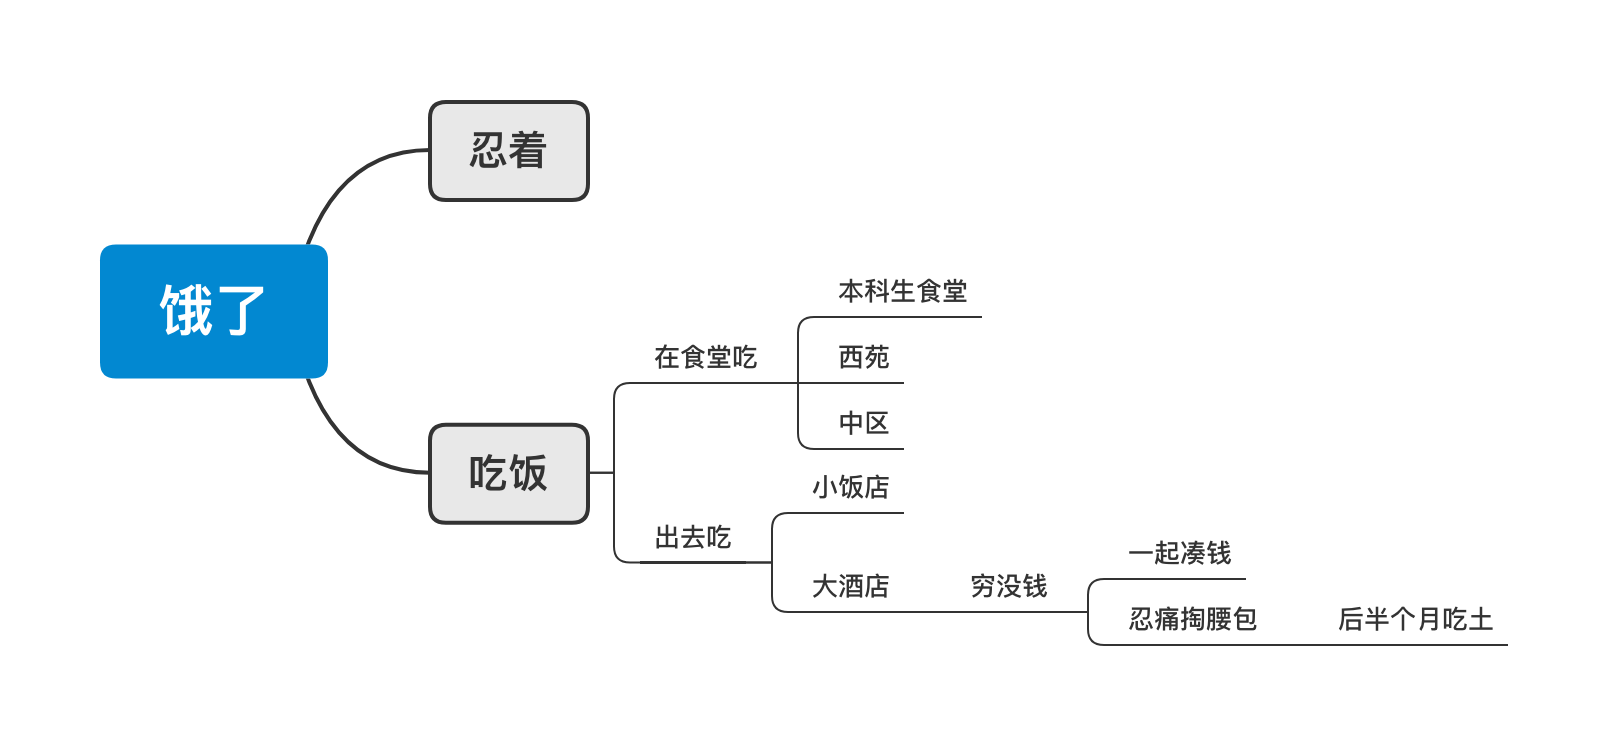 饿了
忍着
吃饭
在食堂吃
本科生食堂
西苑
中区
出去吃
小饭店
大酒店
穷没钱
一起凑钱
忍痛掏腰包
后半个月吃土